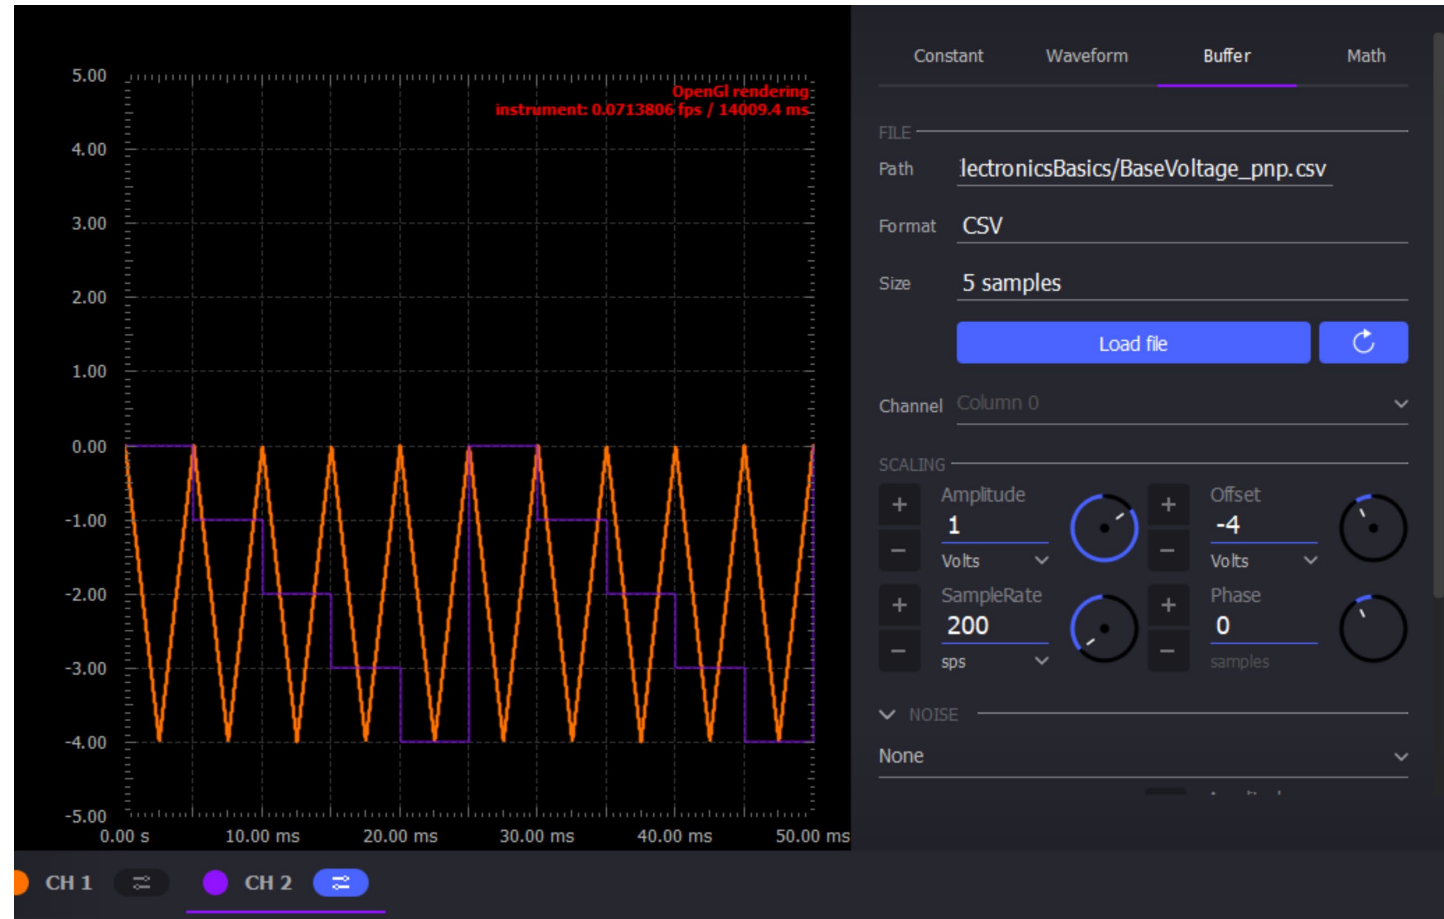 Constant Waveform Buffer Math
5.00
OpenGl rendering
instrument: 0.0713806 fps / 14009.4 ms
4.00
3.00
2.00
1.00
0.00
-1.00
-2.00
-3.00
-4.00
-5.00
0.00 s 10.00 ms 20.00 ms 30.00 ms 40.00 ms 50.00 ms
FILE
Path lectronicsBasics/BaseVoltage_pnp.csv
Format CSV
Size 5 samples
Load file
Channel Column 0
SCALING
+ Amplitude + Offset
1 -4
- Volts - Volts
+ SampleRate + Phase
200 0
- sps - samples
NOISE
None
CH 1 CH 2